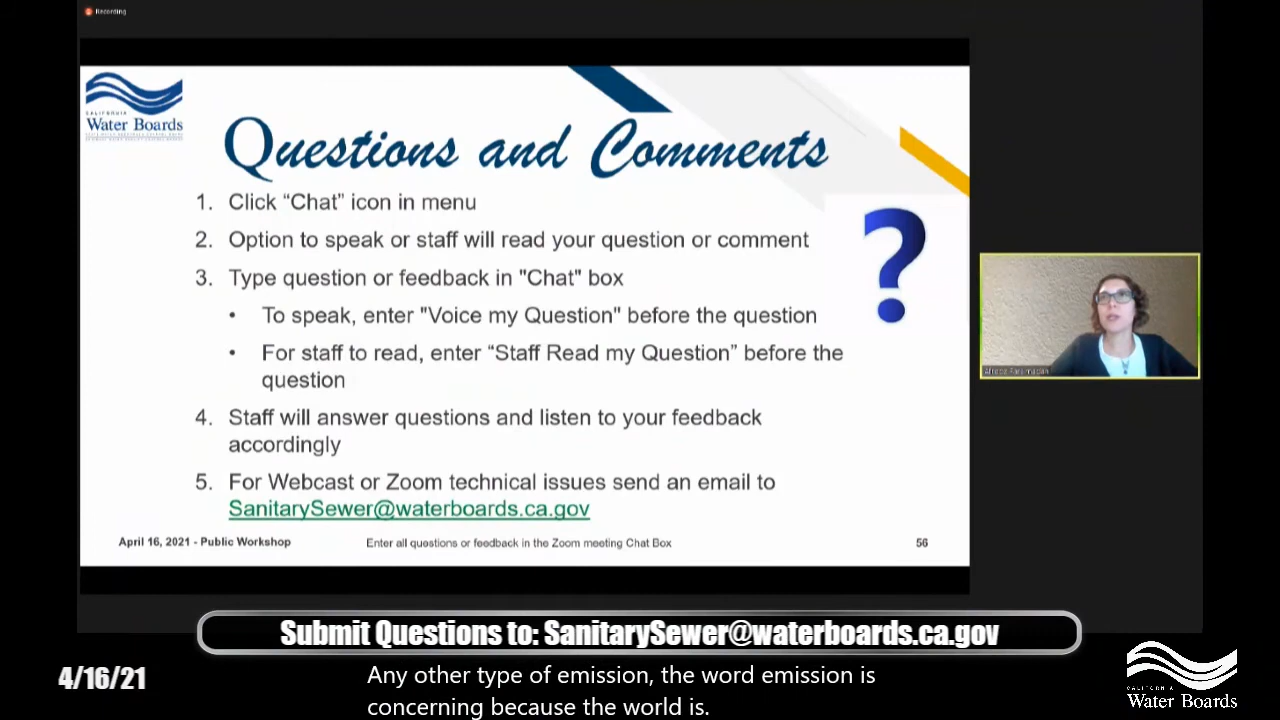 Recording
CALIFORNIA
Water Boards
Questions and Comments
1. Click “Chat” icon in menu
2. Option to speak or staff will read your question or comment
3. Type question or feedback in "Chat" box
• To speak, enter "Voice my Question" before the question
• For staff to read, enter “Staff Read my Question” before the
question
4. Staff will answer questions and listen to your feedback
accordingly
5. For Webcast or Zoom technical issues send an email to
SanitarySewer@waterboards.ca.gov
April 16, 2021 - Public Workshop
Enter all questions or feedback in the Zoom meeting Chat Box
56
?
Submit Questions to: SanitarySewer@waterboards.ca.gov
4/16/21
Any other type of emission, the word emission is
concerning because the world is.
CALIFORNIA
Water Boards